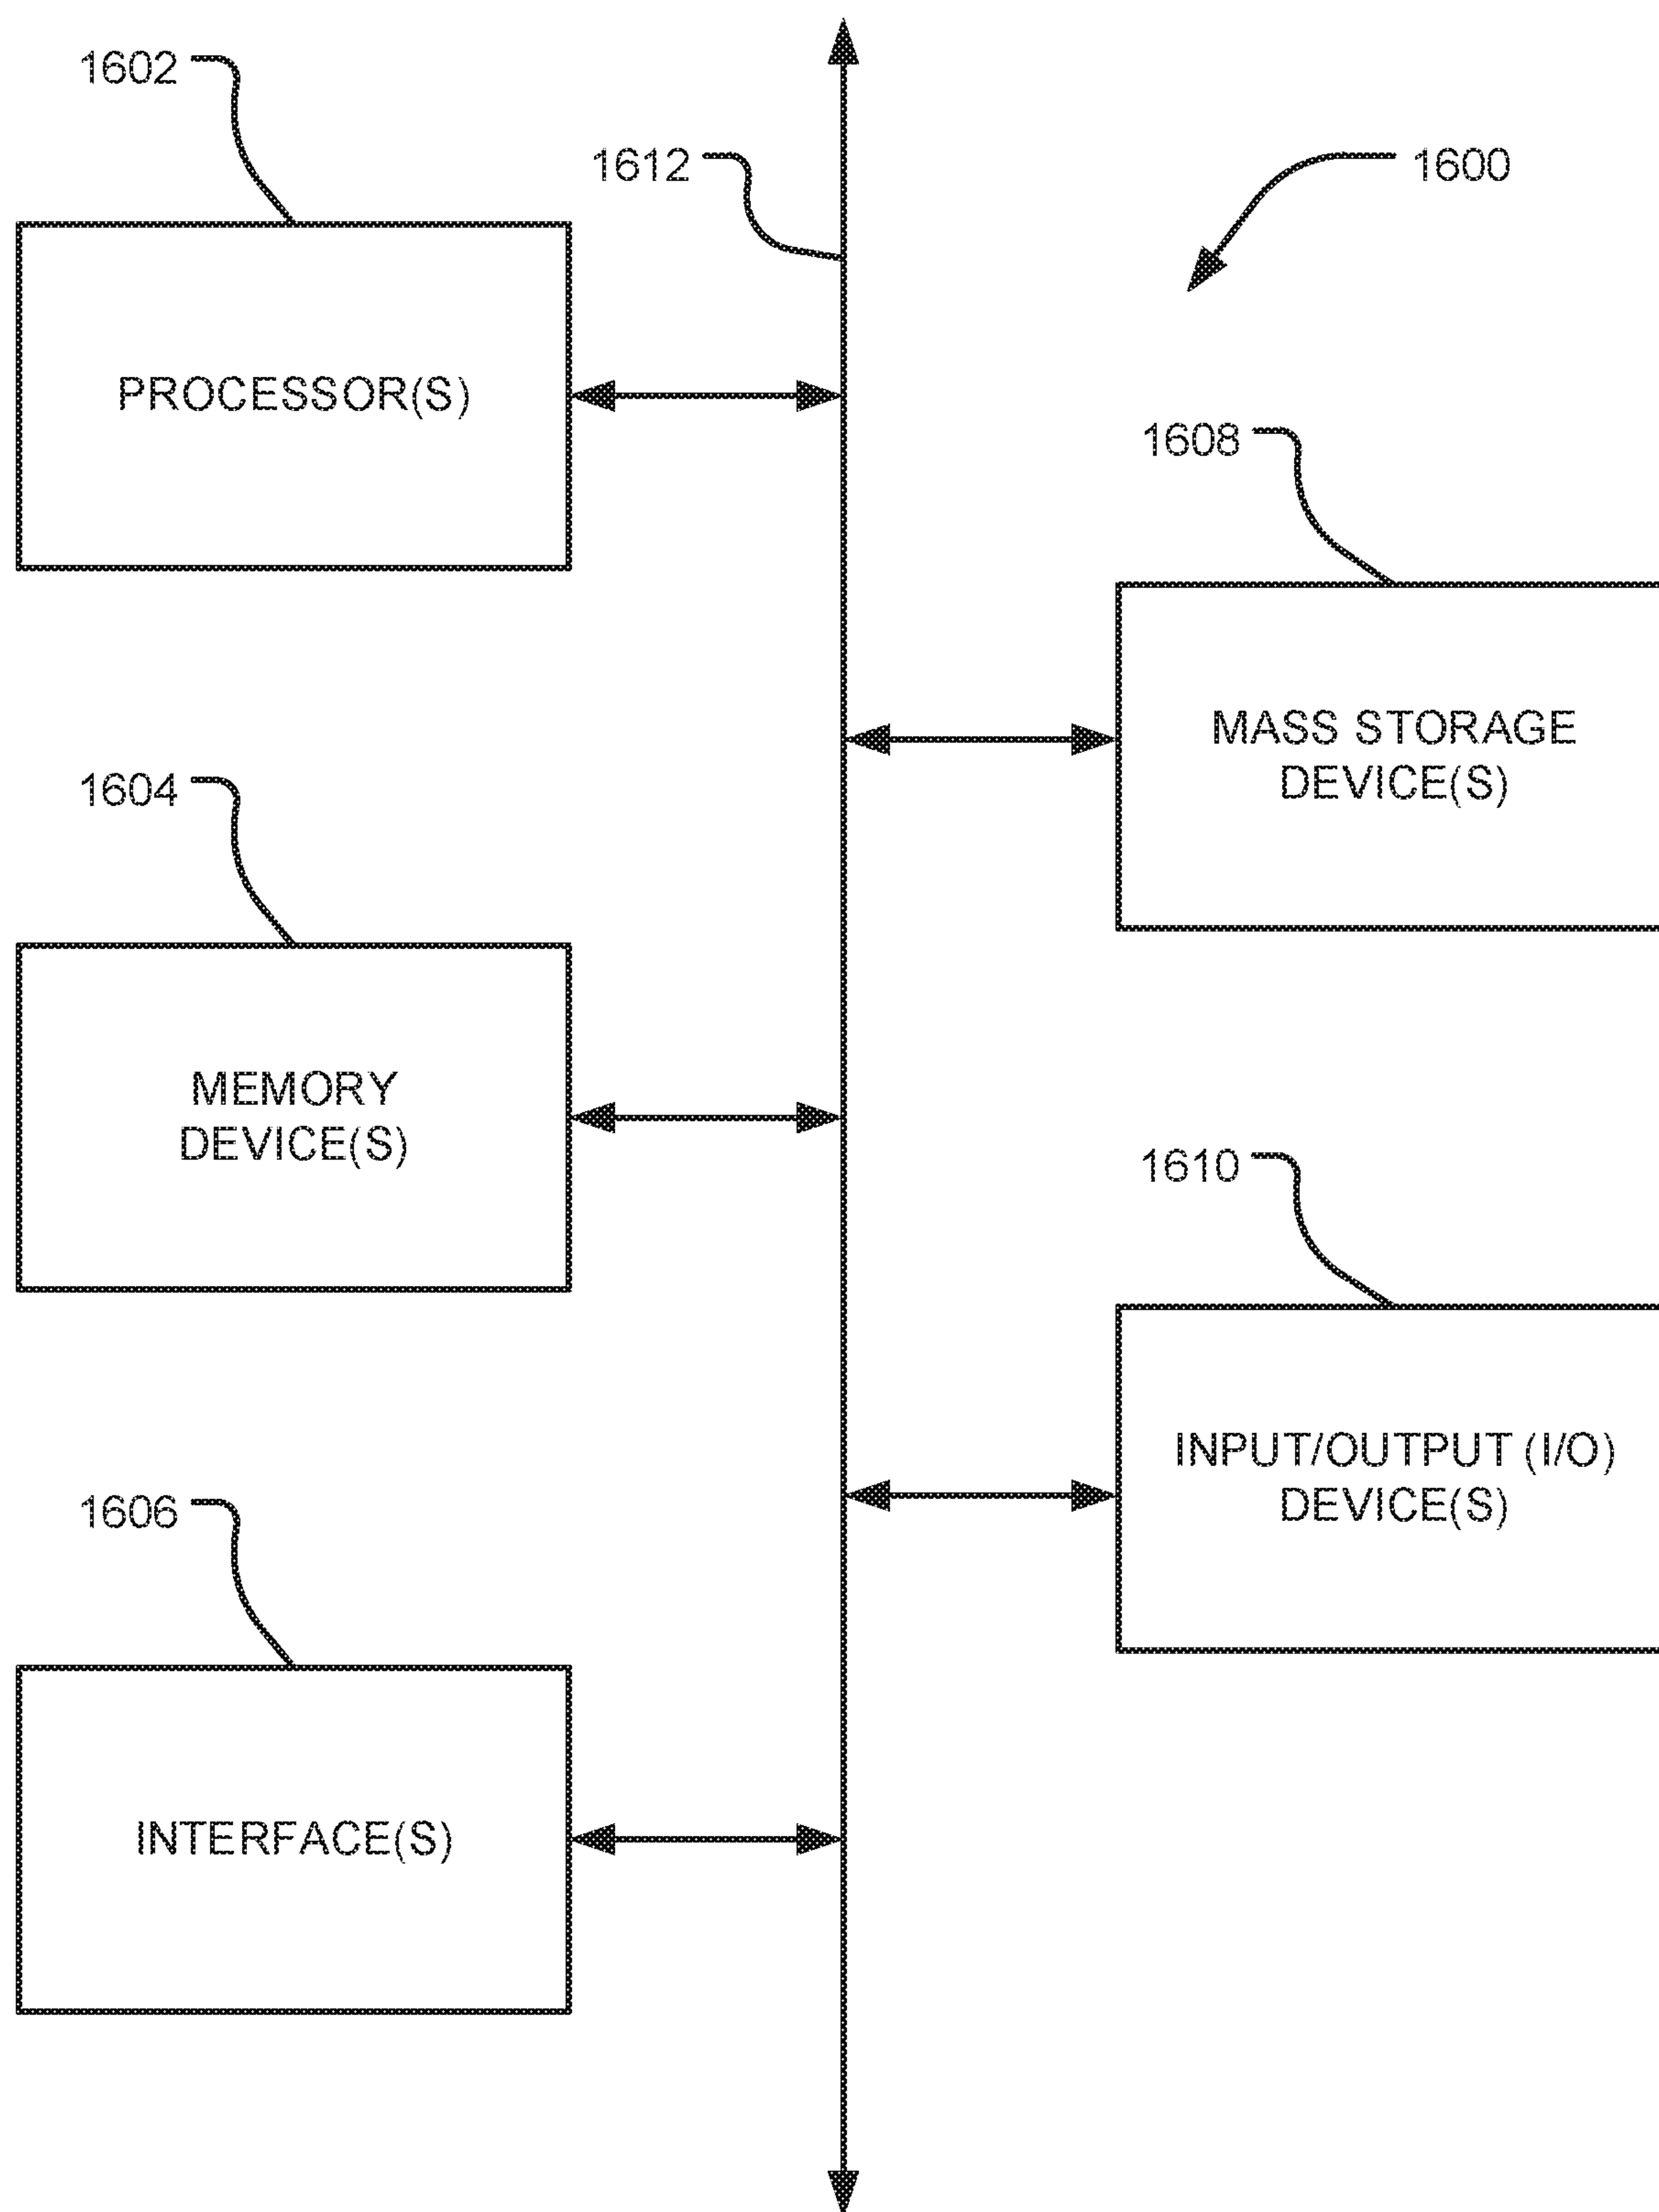 1602
1612
1600
PROCESSOR(S)
1608
MASS STORAGE
DEVICE(S)
1604
MEMORY
DEVICE(S)
1610
INPUT/OUTPUT (I/O)
DEVICE(S)
1606
INTERFACE(S)